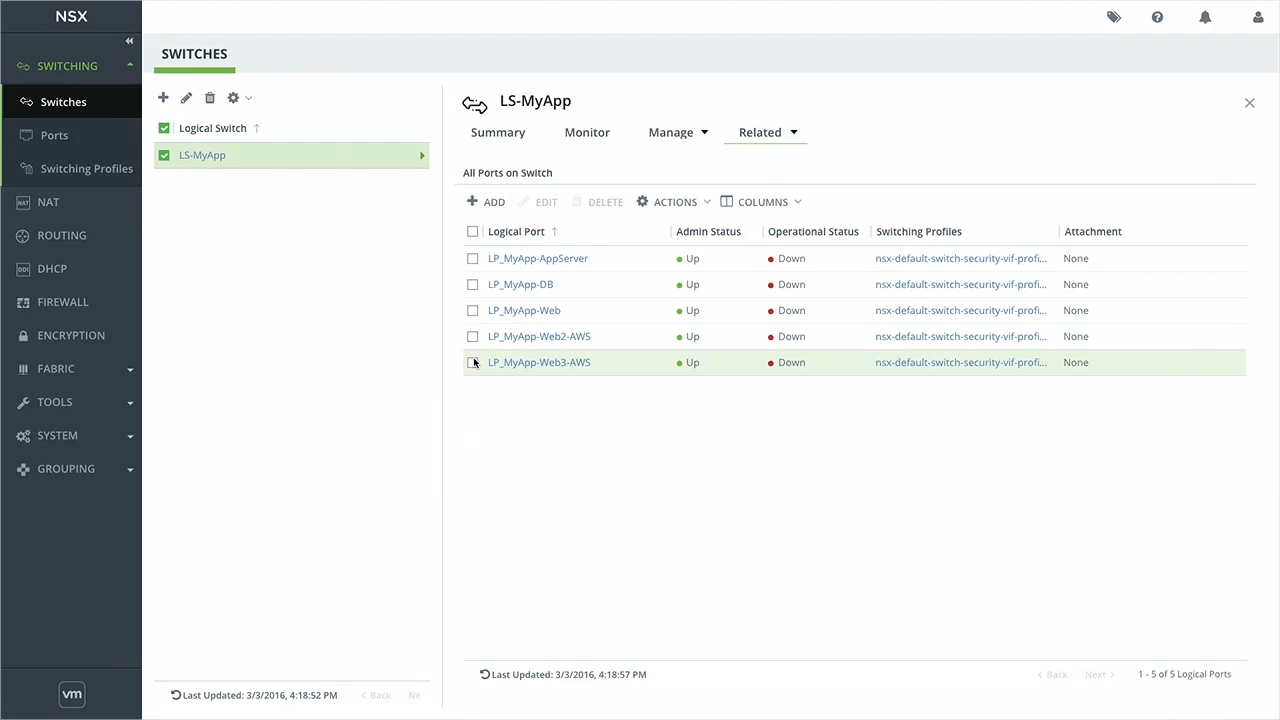 NSX
SWITCHING
Switches
Ports
Switching Profiles
NAT
NAT
ROUTING
DDI
DHCP
FIREWALL
ENCRYPTION
FABRIC
TOOLS
SYSTEM
GROUPING
vm
SWITCHES
Logical Switch
LS-MyApp
Last Updated: 3/3/2016, 4:18:52 PM
Back
Ne
LS-MyApp
Summary
Monitor
Manage
Related
All Ports on Switch
ADD
EDIT
DELETE
ACTIONS
COLUMNS
Logical Port
Admin Status
Operational Status
Switching Profiles
Attachment
LP_MyApp-AppServer
Up
Down
nsx-default-switch-security-vif-profi...
None
LP_MyApp-DB
Up
Down
nsx-default-switch-security-vif-profi...
None
LP_MyApp-Web
Up
Down
nsx-default-switch-security-vif-profi...
None
LP_MyApp-Web2-AWS
Up
Down
nsx-default-switch-security-vif-profi...
None
LP_MyApp-Web3-AWS
Up
Down
nsx-default-switch-security-vif-profi...
None
Last Updated: 3/3/2016, 4:18:57 PM
Back
Next
1 - 5 of 5 Logical Ports